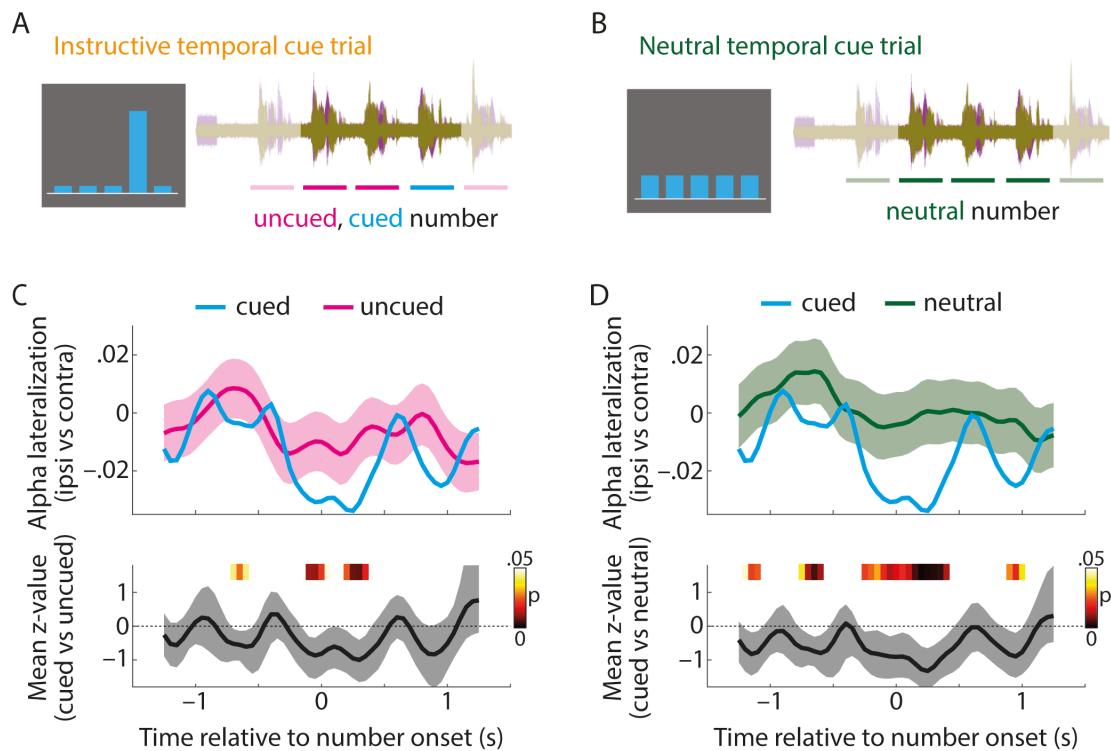 A
Instructive temporal cue trial
uncued, cued number
B
Neutral temporal cue trial
neutral number
C
cued
uncued
Alpha lateralization
(ipsi vs contra)
.02
0
−.02
Mean z-value
(cued vs uncued)
1
0
−1
.05
p
0
−1
0
1
Time relative to number onset (s)
D
cued
neutral
Alpha lateralization
(ipsi vs contra)
.02
0
−.02
Mean z-value
(cued vs neutral)
1
0
−1
.05
p
0
−1
0
1
Time relative to number onset (s)